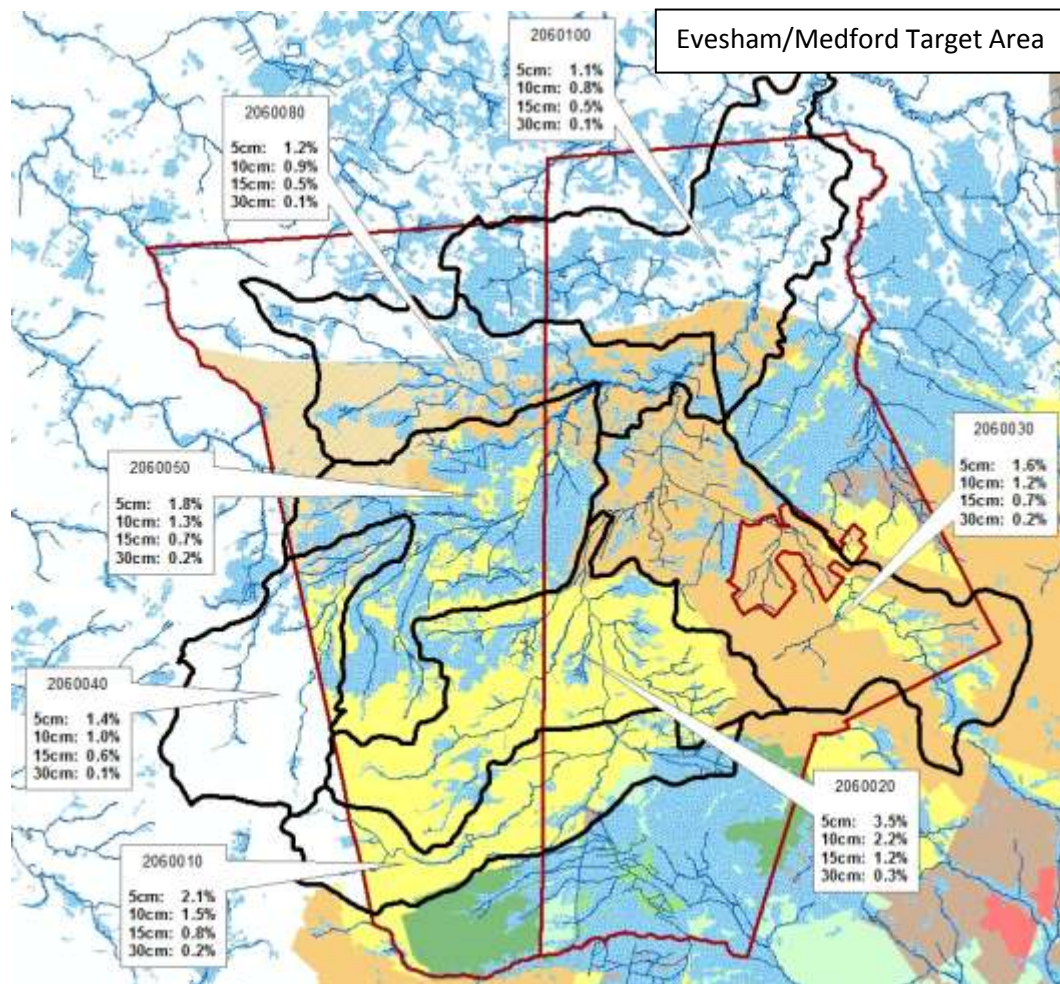 Evesham/Medford Target Area
2060100
5cm: 1.1%
10cm: 0.8%
15cm: 0.5%
30cm: 0.1%
2060080
5cm: 1.2%
10cm: 0.9%
15cm: 0.5%
30cm: 0.1%
2060030
5cm: 1.6%
10cm: 1.2%
15cm: 0.7%
30cm: 0.2%
2060050
5cm: 1.8%
10cm: 1.3%
15cm: 0.7%
30cm: 0.2%
2060040
5cm: 1.4%
10cm: 1.0%
15cm: 0.6%
30cm: 0.1%
2060020
5cm: 3.5%
10cm: 2.2%
15cm: 1.2%
30cm: 0.3%
2060010
5cm: 2.1%
10cm: 1.5%
15cm: 0.8%
30cm: 0.2%